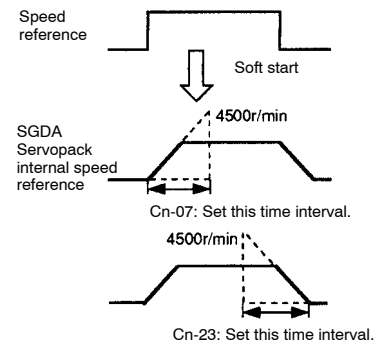 Speed
reference
Soft start
4500r/min
SGDA
Servopack
internal speed
reference
Cn-07: Set this time interval.
4500r/min
Cn-23: Set this time interval.